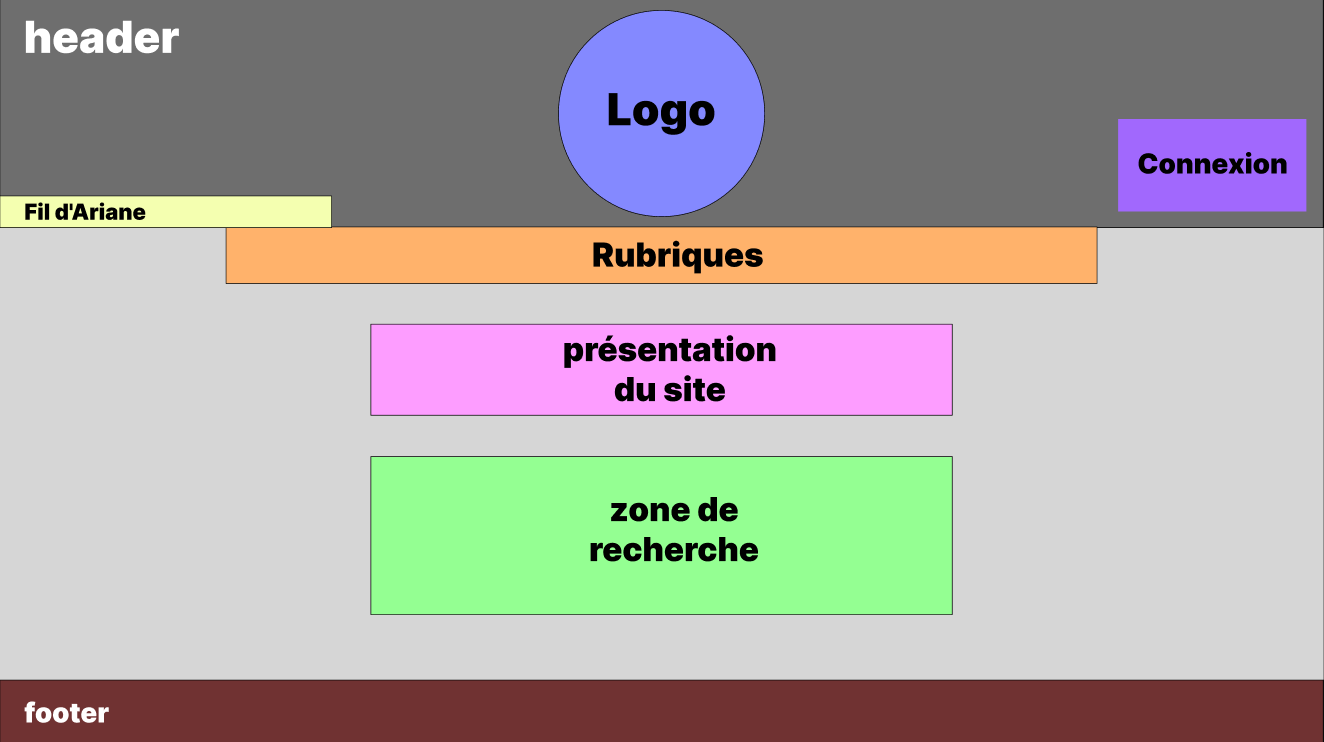 header
Logo
Connexion
Fil d'Ariane
Rubriques
présentation
du site
zone de
recherche
footer